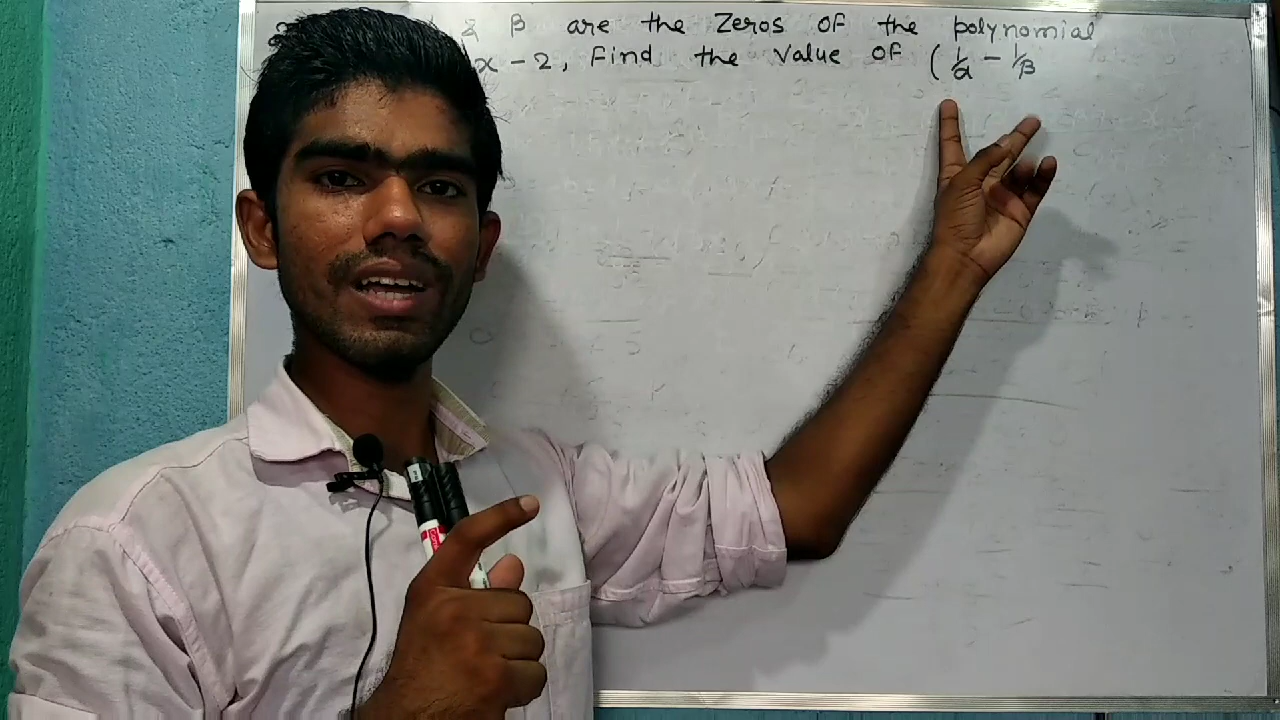 β are the Zeros of the polynomial
x - 2, Find the Value of (1/α - 1/β